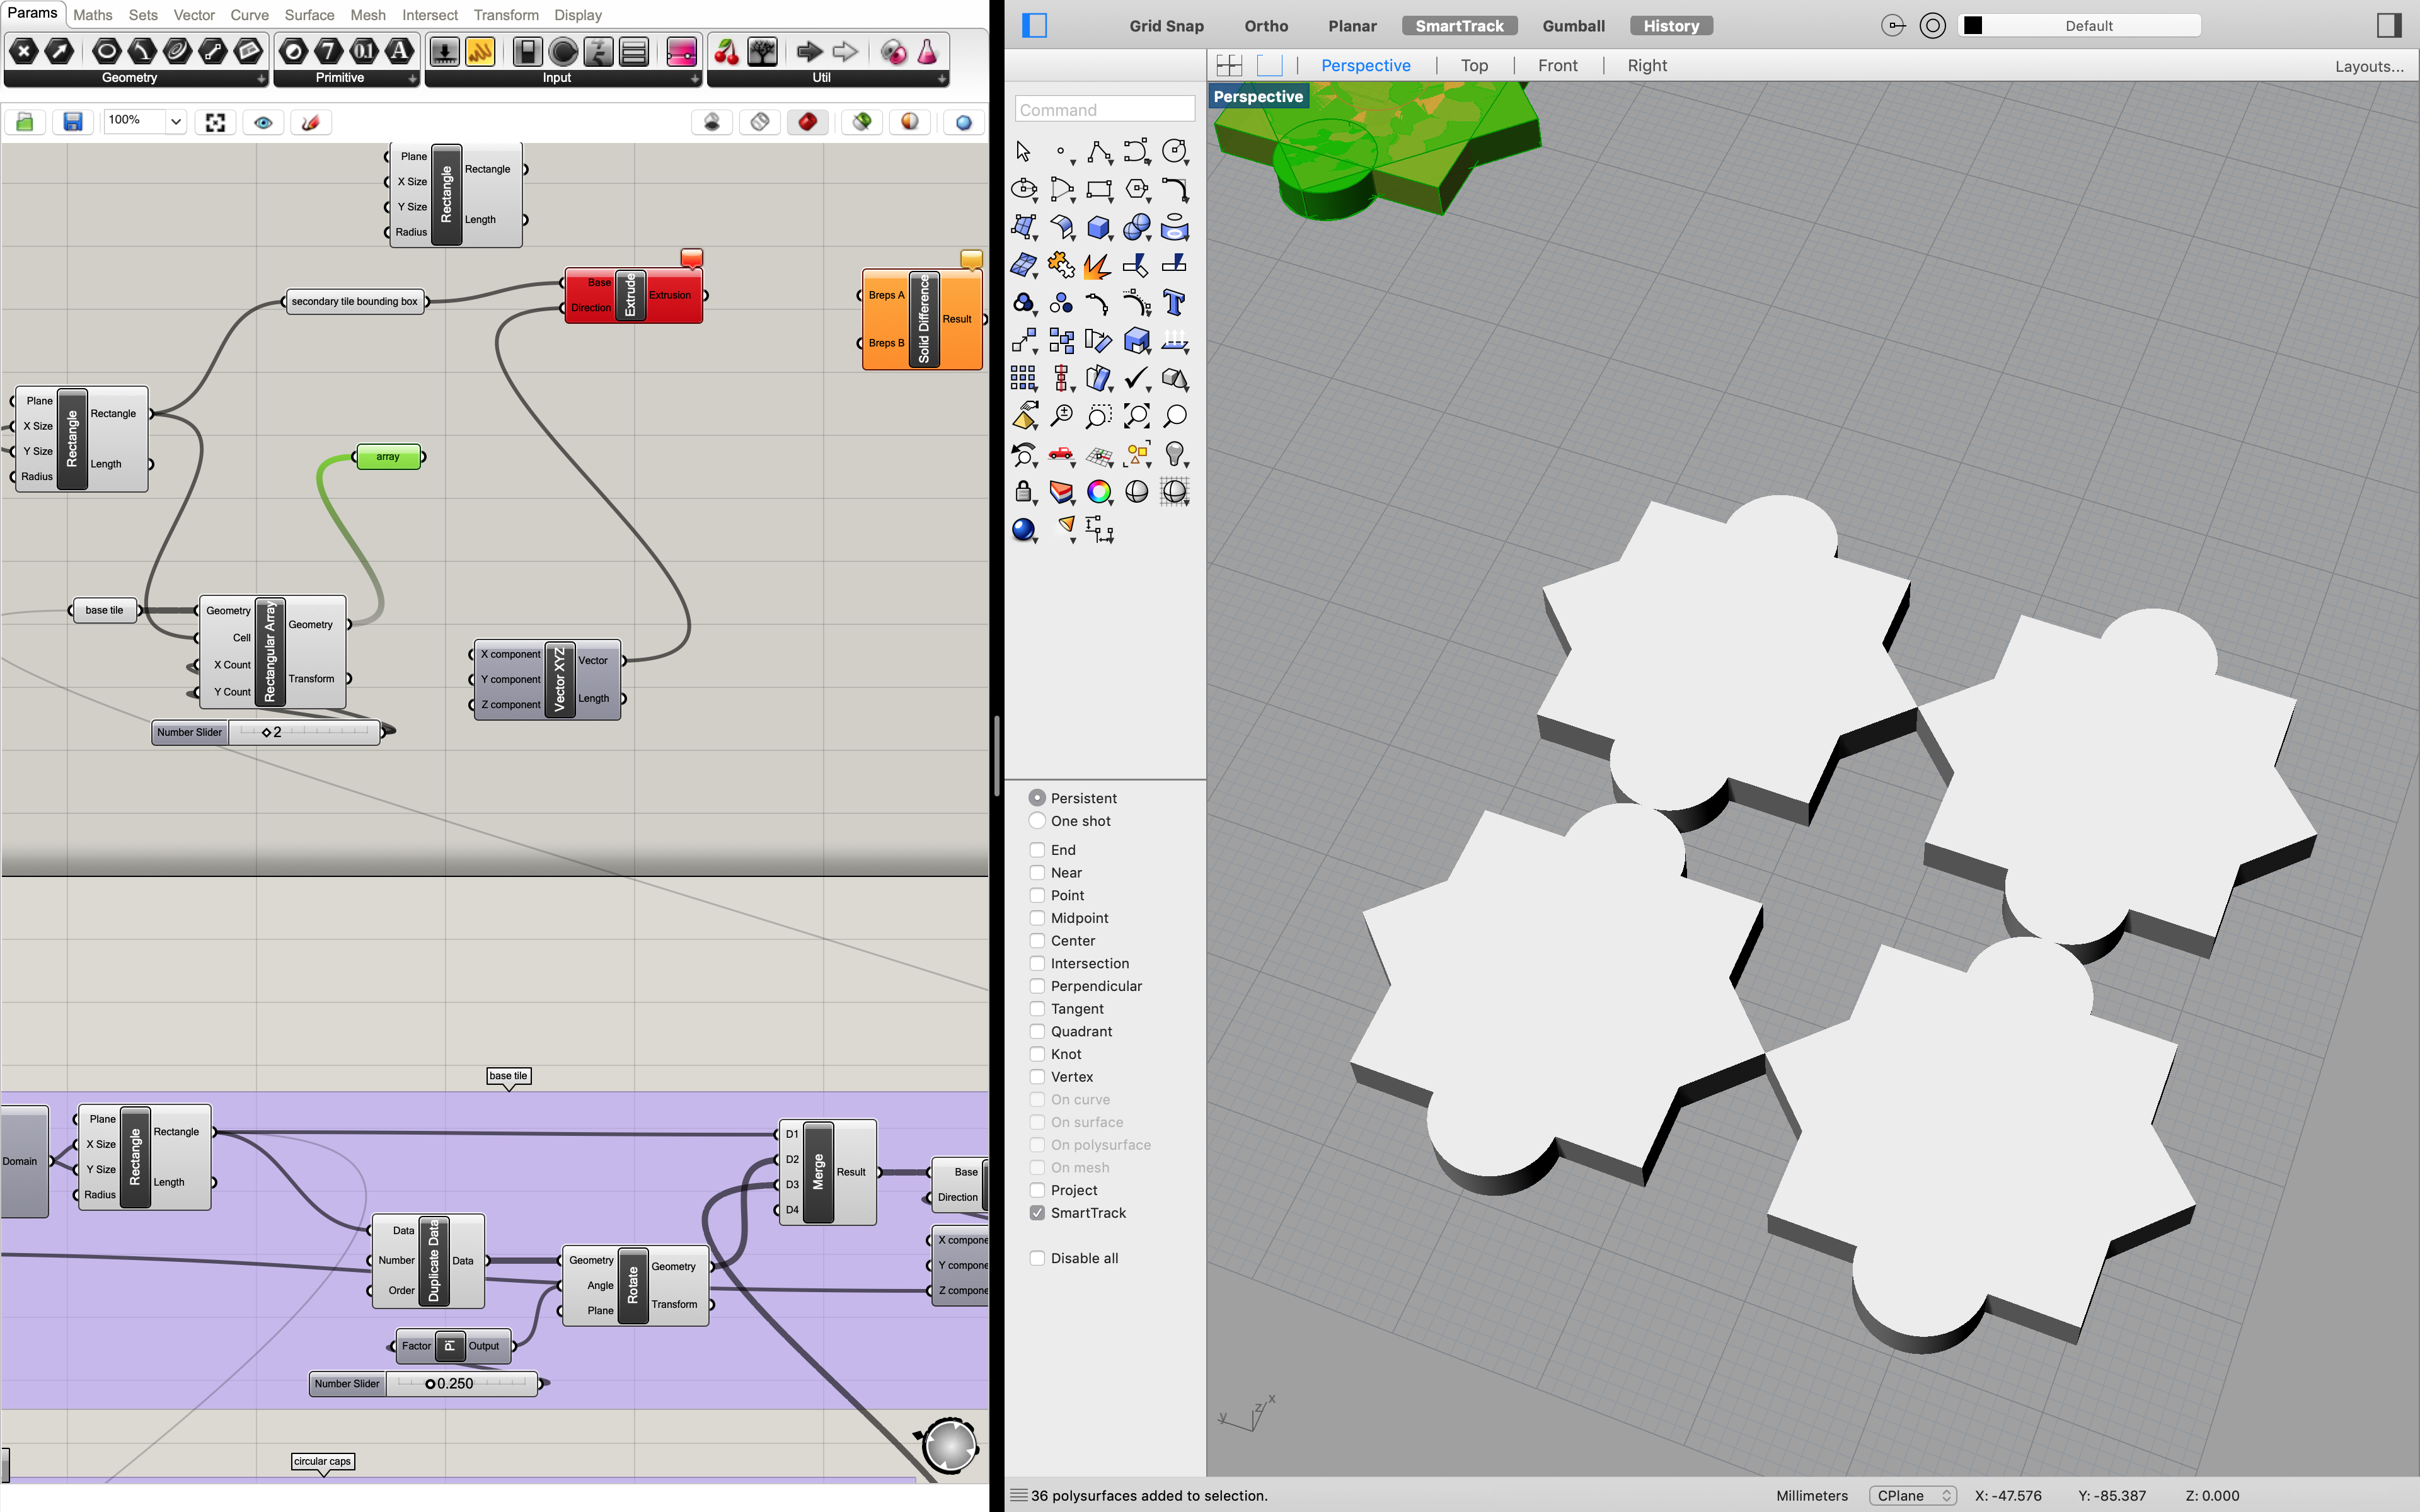 Params Maths Sets Vector Curve Surface Mesh Intersect Transform Display
Geometry Primitive Input Util
100%
Plane
X Size
Y Size
Radius
Rectangle
Rectangle
Length
secondary tile bounding box
Base
Direction
Extrude
Extrusion
Breps A
Breps B
Solid Difference
Result
Plane
X Size
Y Size
Radius
Rectangle
Rectangle
Length
array
base tile
Geometry
Cell
X Count
Y Count
Rectangular Array
Geometry
Transform
Number Slider 2
X component
Y component
Z component
Vector XYZ
Vector
Length
base tile
Domain
Plane
X Size
Y Size
Radius
Rectangle
Rectangle
Length
D1
D2
D3
D4
Merge
Result
Base
Direction
X compone
Y compone
Z compone
Data
Number
Order
Duplicate Data
Data
Geometry
Angle
Plane
Rotate
Geometry
Transform
Factor Pi Output
Number Slider 0.250
circular caps
Grid Snap Ortho Planar SmartTrack Gumball History Default
Perspective Top Front Right Layouts...
Perspective
Command
Persistent
One shot
End
Near
Point
Midpoint
Center
Intersection
Perpendicular
Tangent
Quadrant
Knot
Vertex
On curve
On surface
On polysurface
On mesh
Project
SmartTrack
Disable all
y z x
36 polysurfaces added to selection. Millimeters CPlane X: -47.576 Y: -85.387 Z: 0.000